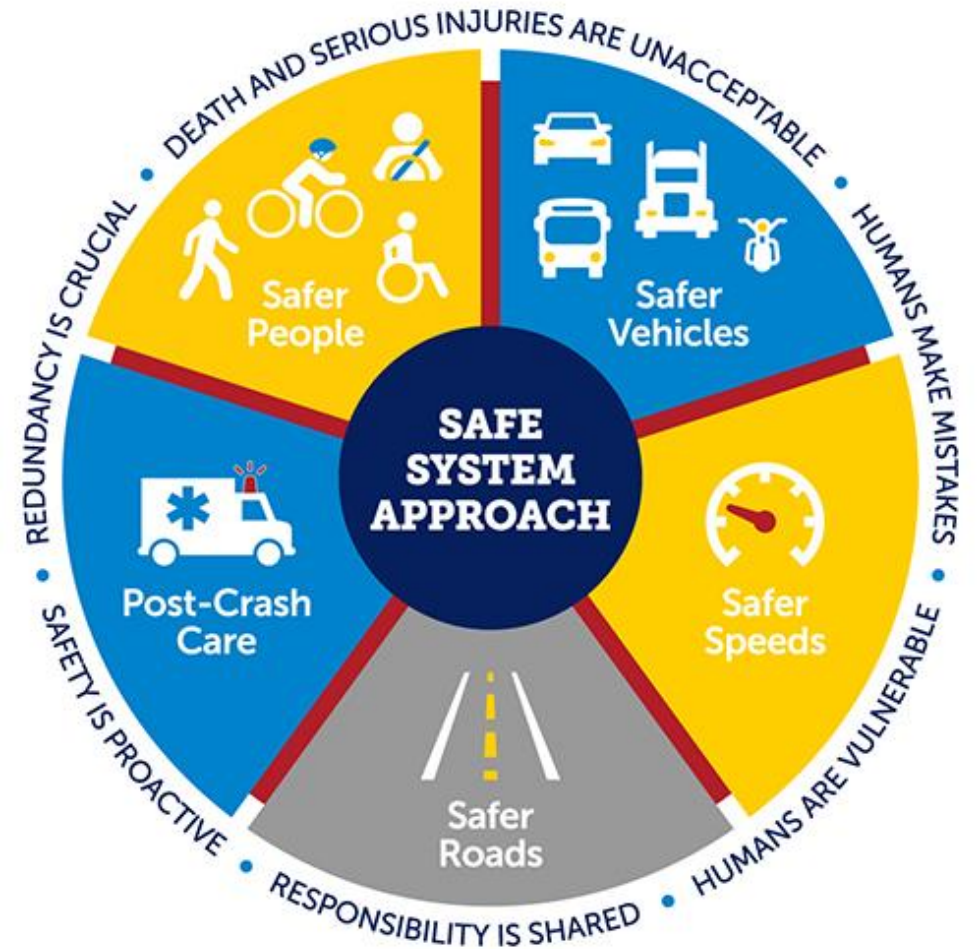 DEATH AND SERIOUS INJURIES ARE UNACCEPTABLE
HUMANS MAKE MISTAKES
HUMANS ARE VULNERABLE
RESPONSIBILITY IS SHARED
SAFETY IS PROACTIVE
REDUNDANCY IS CRUCIAL
Safer
People
Safer
Vehicles
SAFE
SYSTEM
APPROACH
Post-Crash
Care
Safer
Speeds
Safer
Roads